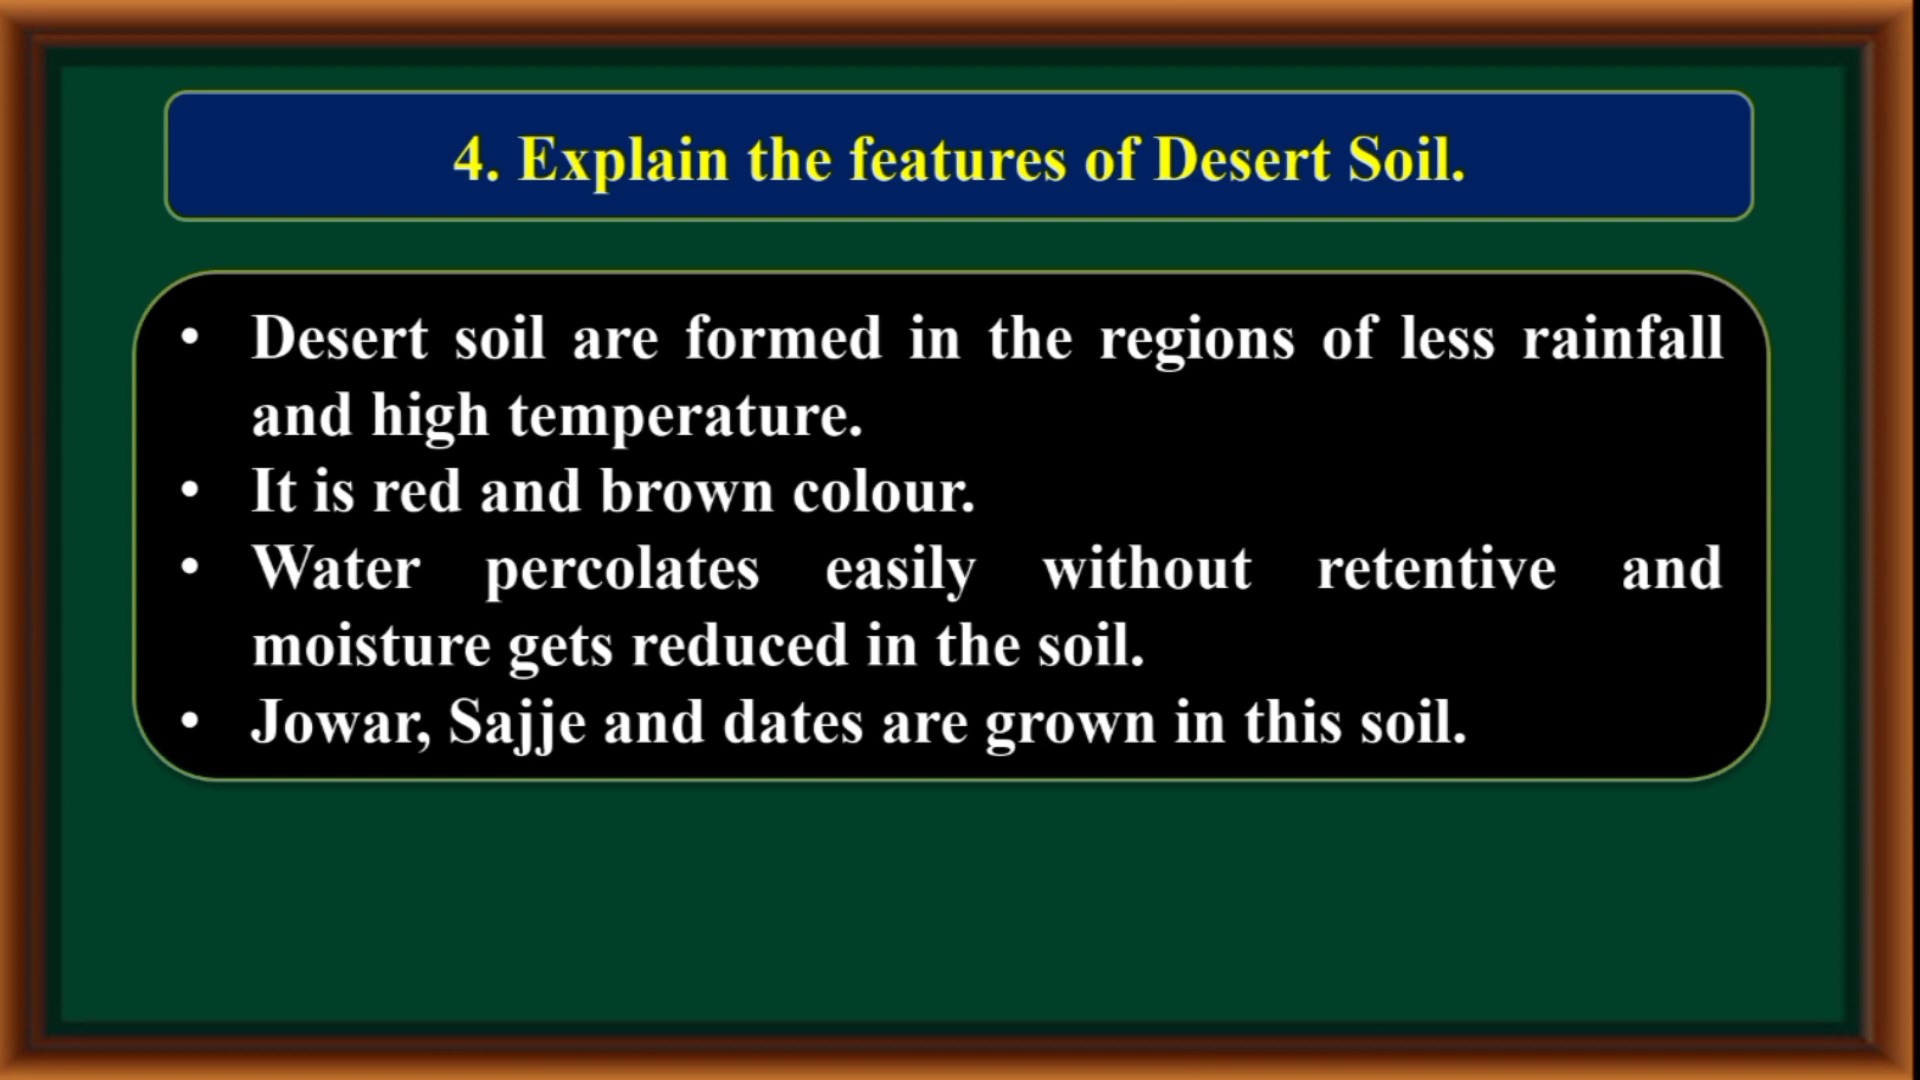 4. Explain the features of Desert Soil.
• Desert soil are formed in the regions of less rainfall
and high temperature.
• It is red and brown colour.
• Water percolates easily without retentive and
moisture gets reduced in the soil.
• Jowar, Sajje and dates are grown in this soil.